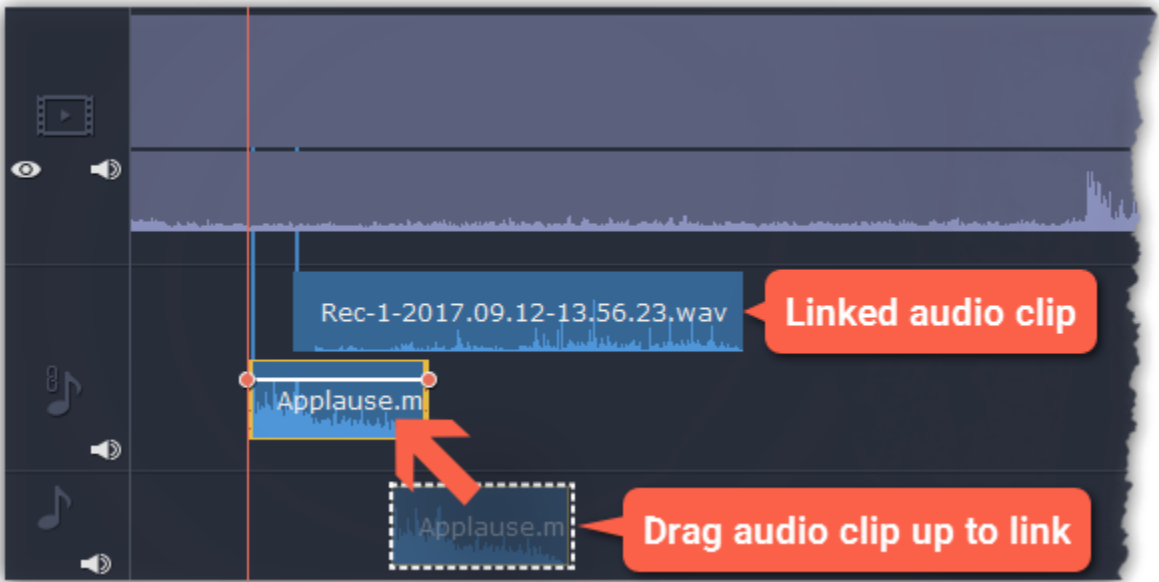 Rec-1-2017.09.12-13.56.23.wav
Linked audio clip
Applause.m
Applause.m
Drag audio clip up to link